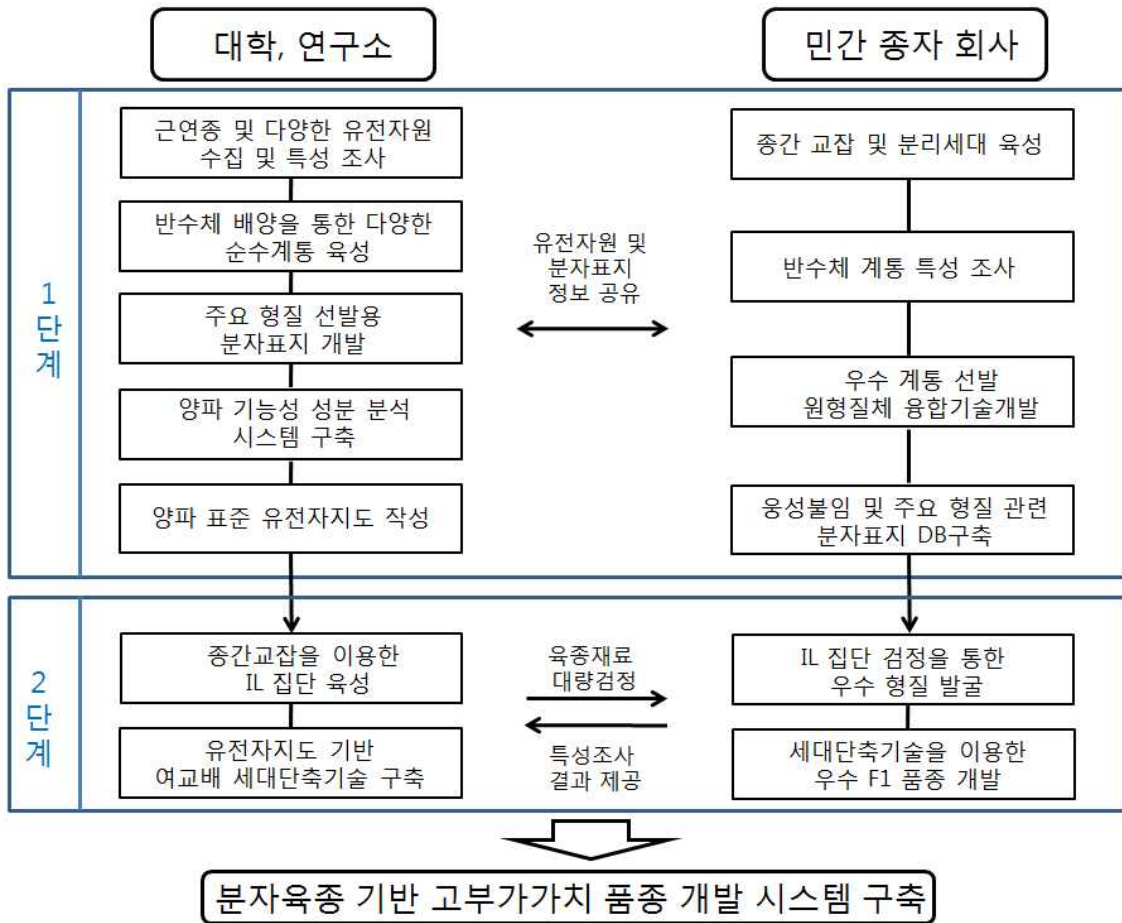 대학, 연구소
민간 종자 회사
1
단
계
근연종 및 다양한 유전자원
수집 및 특성 조사
반수체 배양을 통한 다양한
순수계통 육성
주요 형질 선발용
분자표지 개발
양파 기능성 성분 분석
시스템 구축
양파 표준 유전자지도 작성
유전자원 및
분자표지
정보 공유
종간 교잡 및 분리세대 육성
반수체 계통 특성 조사
우수 계통 선발
원형질체 융합기술개발
웅성불임 및 주요 형질 관련
분자표지 DB구축
2
단
계
종간교잡을 이용한
IL 집단 육성
유전자지도 기반
여교배 세대단축기술 구축
육종재료
대량검정
특성조사
결과 제공
IL 집단 검정을 통한
우수 형질 발굴
세대단축기술을 이용한
우수 F1 품종 개발
분자육종 기반 고부가가치 품종 개발 시스템 구축